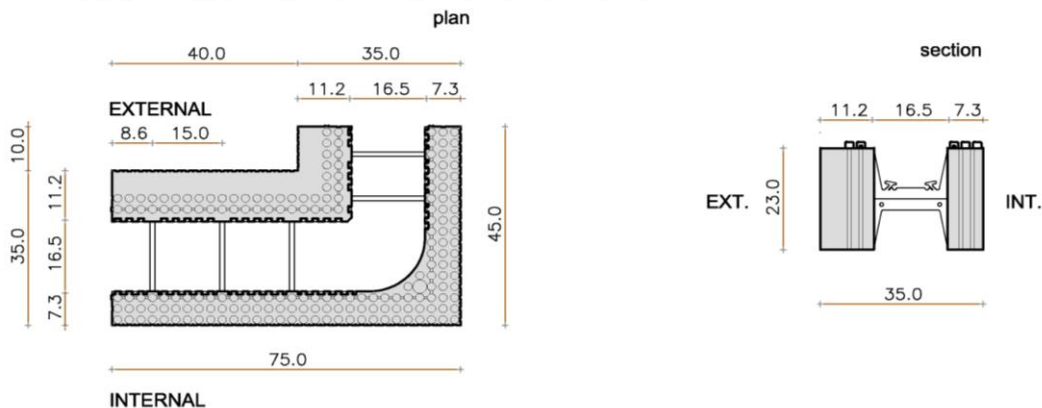 plan
section
40.0 35.0
11.2 16.5 7.3
11.2 16.5 7.3
EXTERNAL
8.6 15.0
10.0
11.2
35.0
16.5
7.3
45.0
EXT.
23.0
INT.
35.0
75.0
INTERNAL